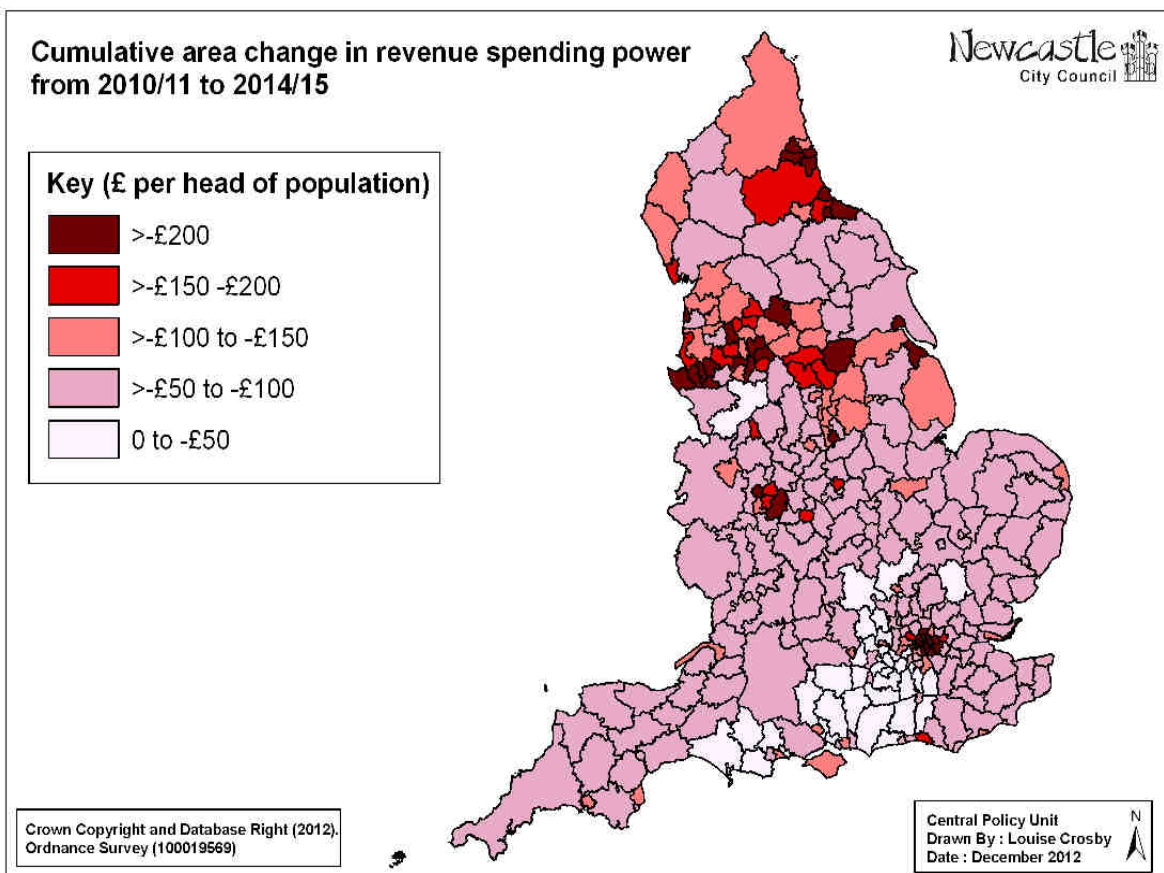 Cumulative area change in revenue spending power
from 2010/11 to 2014/15
Newcastle
City Council
Key (£ per head of population)
>-£200
>-£150 -£200
>-£100 to -£150
>-£50 to -£100
0 to -£50
Crown Copyright and Database Right (2012).
Ordnance Survey (100019569)
Central Policy Unit
Drawn By : Louise Crosby
Date : December 2012
N